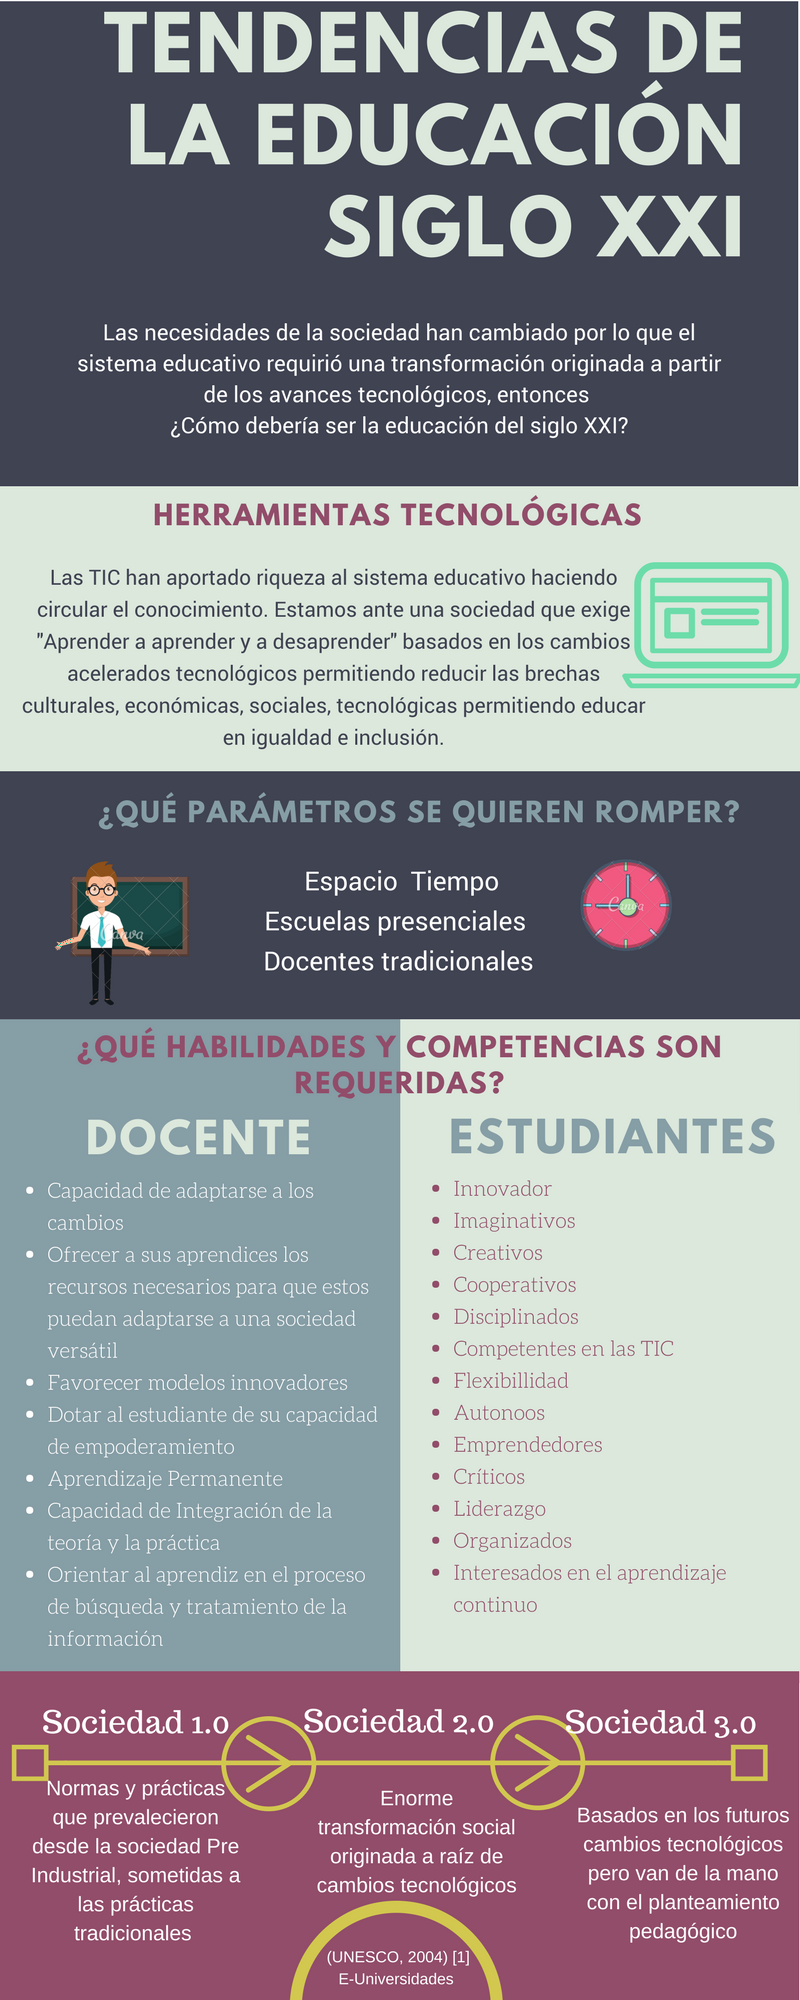 TENDENCIAS DE
LA EDUCACIÓN
SIGLO XXI
Las necesidades de la sociedad han cambiado por lo que el
sistema educativo requirió una transformación originada a partir
de los avances tecnológicos, entonces
¿Cómo debería ser la educación del siglo XXI?
HERRAMIENTAS TECNOLÓGICAS
Las TIC han aportado riqueza al sistema educativo haciendo
circular el conocimiento. Estamos ante una sociedad que exige
"Aprender a aprender y a desaprender" basados en los cambios
acelerados tecnológicos permitiendo reducir las brechas
culturales, económicas, sociales, tecnológicas permitiendo educar
en igualdad e inclusión.
¿QUÉ PARÁMETROS SE QUIEREN ROMPER?
Espacio Tiempo
Escuelas presenciales
Docentes tradicionales
Canva
Canva
¿QUÉ HABILIDADES Y COMPETENCIAS SON
REQUERIDAS?
DOCENTE
• Capacidad de adaptarse a los
cambios
• Ofrecer a sus aprendices los
recursos necesarios para que estos
puedan adaptarse a una sociedad
versátil
• Favorecer modelos innovadores
• Dotar al estudiante de su capacidad
de empoderamiento
• Aprendizaje Permanente
• Capacidad de Integración de la
teoría y la práctica
• Orientar al aprendiz en el proceso
de búsqueda y tratamiento de la
información
ESTUDIANTES
• Innovador
• Imaginativos
• Creativos
• Cooperativos
• Disciplinados
• Competentes en las TIC
• Flexibillidad
• Autonoos
• Emprendedores
• Críticos
• Liderazgo
• Organizados
• Interesados en el aprendizaje
continuo
Sociedad 1.0
Normas y prácticas
que prevalecieron
desde la sociedad Pre
Industrial, sometidas a
las prácticas
tradicionales
Sociedad 2.0
Enorme
transformación social
originada a raíz de
cambios tecnológicos
Sociedad 3.0
Basados en los futuros
cambios tecnológicos
pero van de la mano
con el planteamiento
pedagógico
(UNESCO, 2004) [1]
E-Universidades